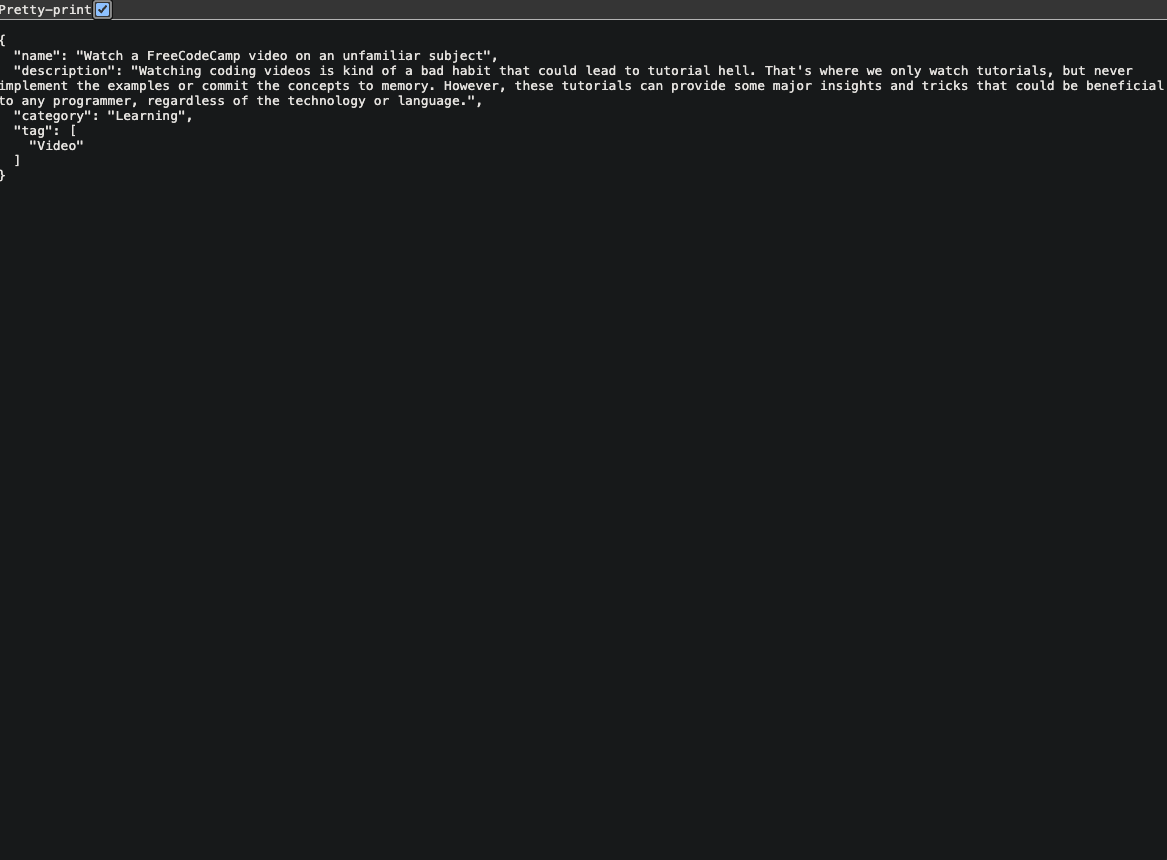 Pretty-print
{
  "name": "Watch a FreeCodeCamp video on an unfamiliar subject",
  "description": "Watching coding videos is kind of a bad habit that could lead to tutorial hell. That's where we only watch tutorials, but never
implement the examples or commit the concepts to memory. However, these tutorials can provide some major insights and tricks that could be beneficial
to any programmer, regardless of the technology or language.",
  "category": "Learning",
  "tag": [
    "Video"
  ]
}